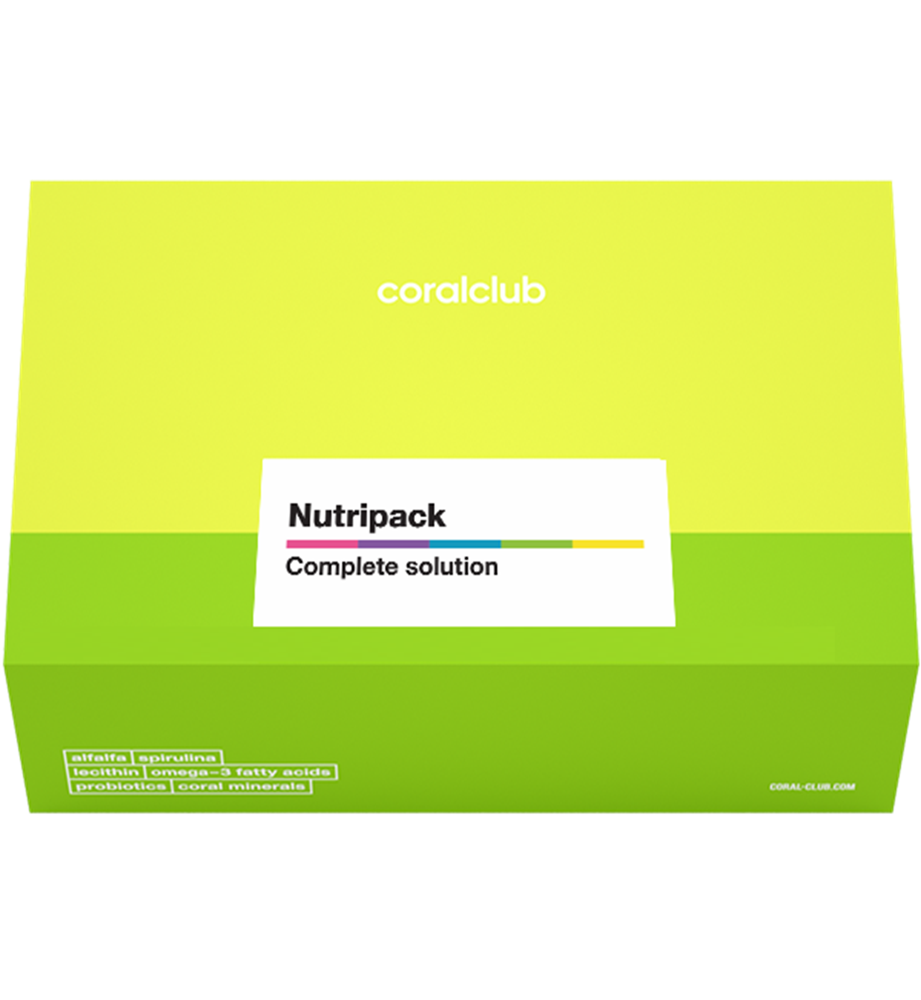 coralclub
Nutripack
Complete solution
alfalfa spirulina
lecithin omega-3 fatty acids
probiotics coral minerals
CORAL-CLUB.COM